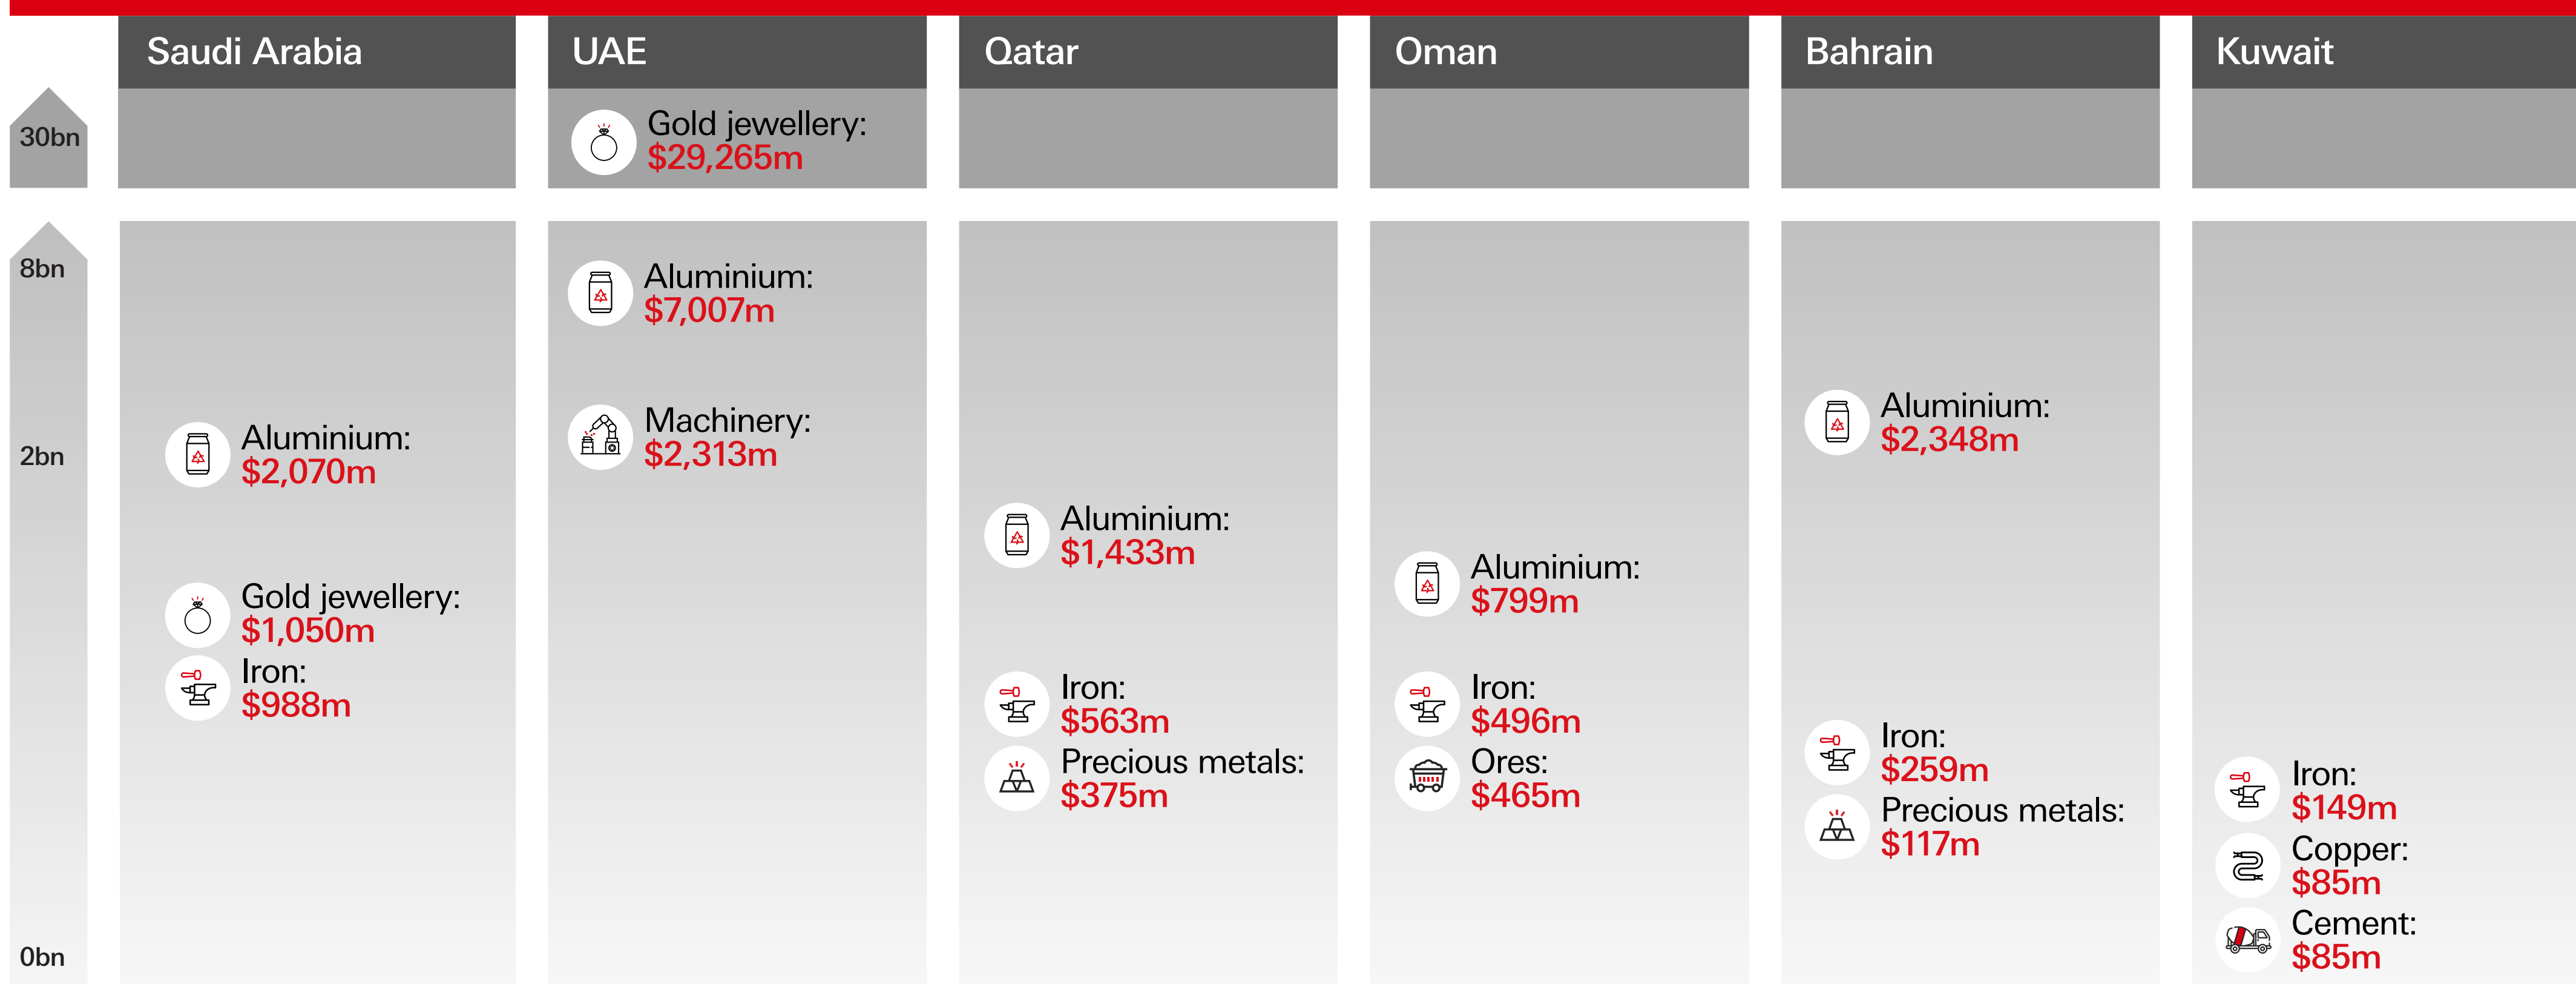 Saudi Arabia
UAE
Qatar
Oman
Bahrain
Kuwait
30bn
Gold jewellery:
$29,265m
8bn
2bn
0bn
Aluminium:
$2,070m
Gold jewellery:
$1,050m
Iron:
$988m
Aluminium:
$7,007m
Machinery:
$2,313m
Aluminium:
$1,433m
Iron:
$563m
Precious metals:
$375m
Aluminium:
$799m
Iron:
$496m
Ores:
$465m
Aluminium:
$2,348m
Iron:
$259m
Precious metals:
$117m
Iron:
$149m
Copper:
$85m
Cement:
$85m